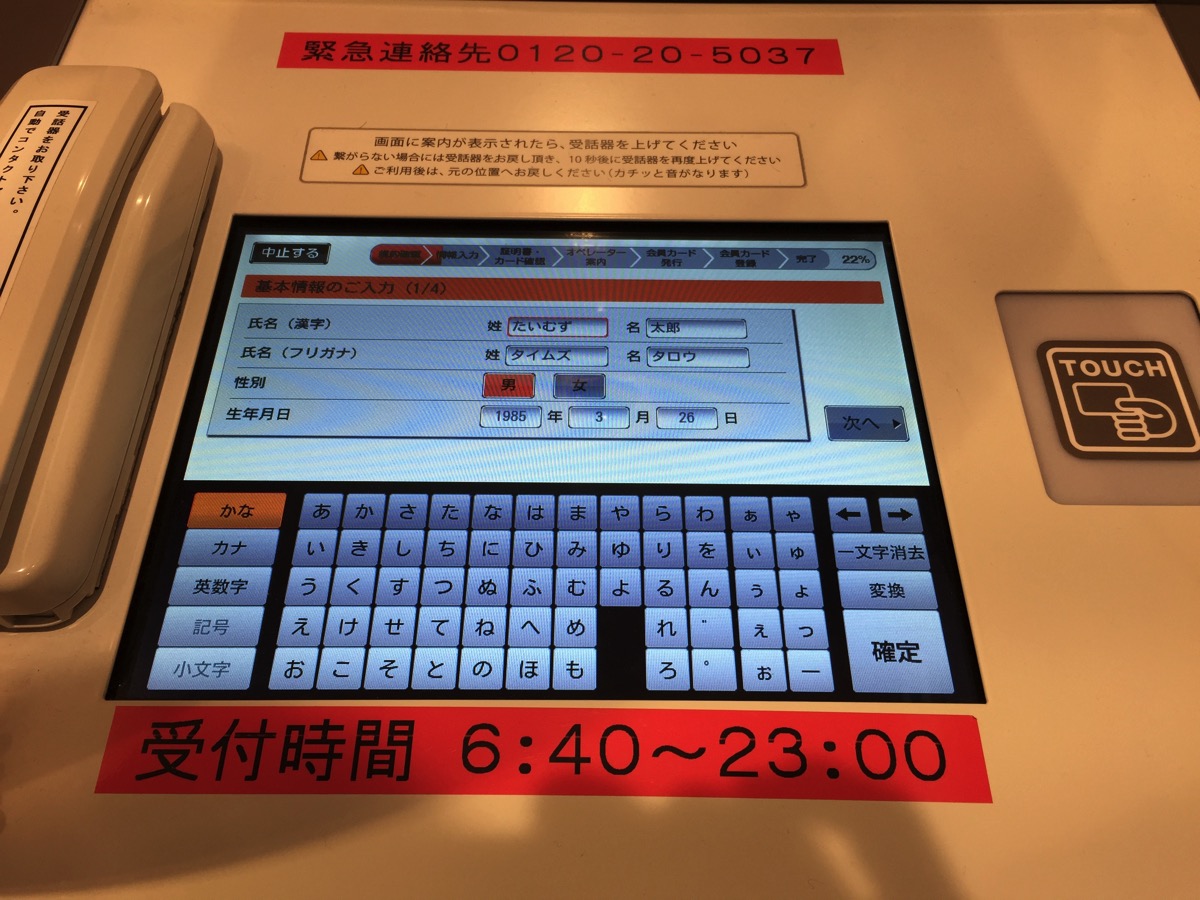 緊急連絡先0120-20-5037
受話器をお取り下さい。
自動でコンタクト
画面に案内が表示されたら、受話器を上げてください
繋がらない場合には受話器をお戻し頂き、10秒後に受話器を再度上げてください
ご利用後は、元の位置へお戻しください(カチッと音がなります)
中止する
規約確認 情報入力 証明書・カード確認 オペレーター案内 会員カード発行 会員カード登録 完了 22%
基本情報のご入力(1/4)
氏名(漢字) 姓 たいむず 名 太郎
氏名(フリガナ) 姓 タイムズ 名 タロウ
性別 男 女
生年月日 1985 年 3 月 26 日
次へ
TOUCH
かな あ か さ た な は ま や ら わ ぁ ゃ ← →
カナ い き し ち に ひ み ゆ り を ぃ ゅ 一文字消去
英数字 う く す つ ぬ ふ む よ る ん ぅ ょ 変換
記号 え け せ て ね へ め れ ゛ ぇ っ
小文字 お こ そ と の ほ も ろ ゜ ぉ ー
確定
受付時間 6:40～23:00